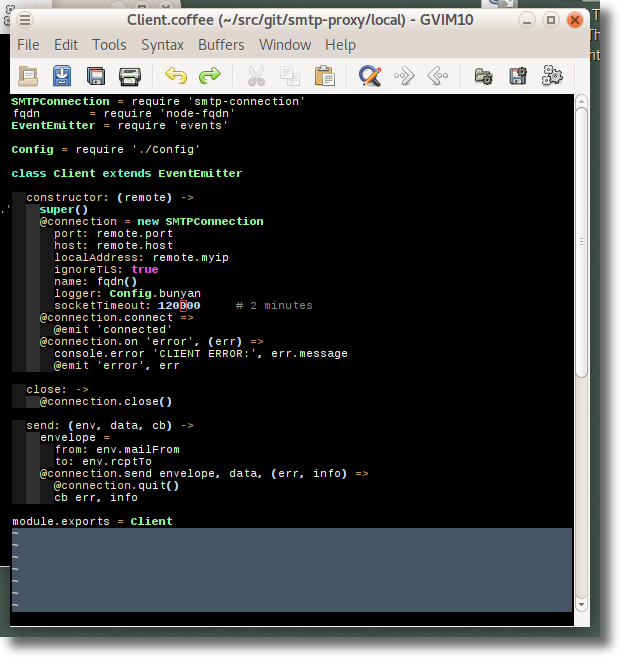 Client.coffee (~/src/git/smtp-proxy/local) - GVIM10
File Edit Tools Syntax Buffers Window Help
SMTPConnection = require 'smtp-connection'
fqdn           = require 'node-fqdn'
EventEmitter = require 'events'
Config = require './Config'
class Client extends EventEmitter
  constructor: (remote) ->
    super()
    @connection = new SMTPConnection
      port: remote.port
      host: remote.host
      localAddress: remote.myip
      ignoreTLS: true
      name: fqdn()
      logger: Config.bunyan
      socketTimeout: 120000     # 2 minutes
    @connection.connect =>
      @emit 'connected'
    @connection.on 'error', (err) =>
      console.error 'CLIENT ERROR:', err.message
      @emit 'error', err
  close: ->
    @connection.close()
  send: (env, data, cb) ->
    envelope =
      from: env.mailFrom
      to: env.rcptTo
    @connection.send envelope, data, (err, info) =>
      @connection.quit()
      cb err, info
module.exports = Client
~
~
~
~
~
~
~